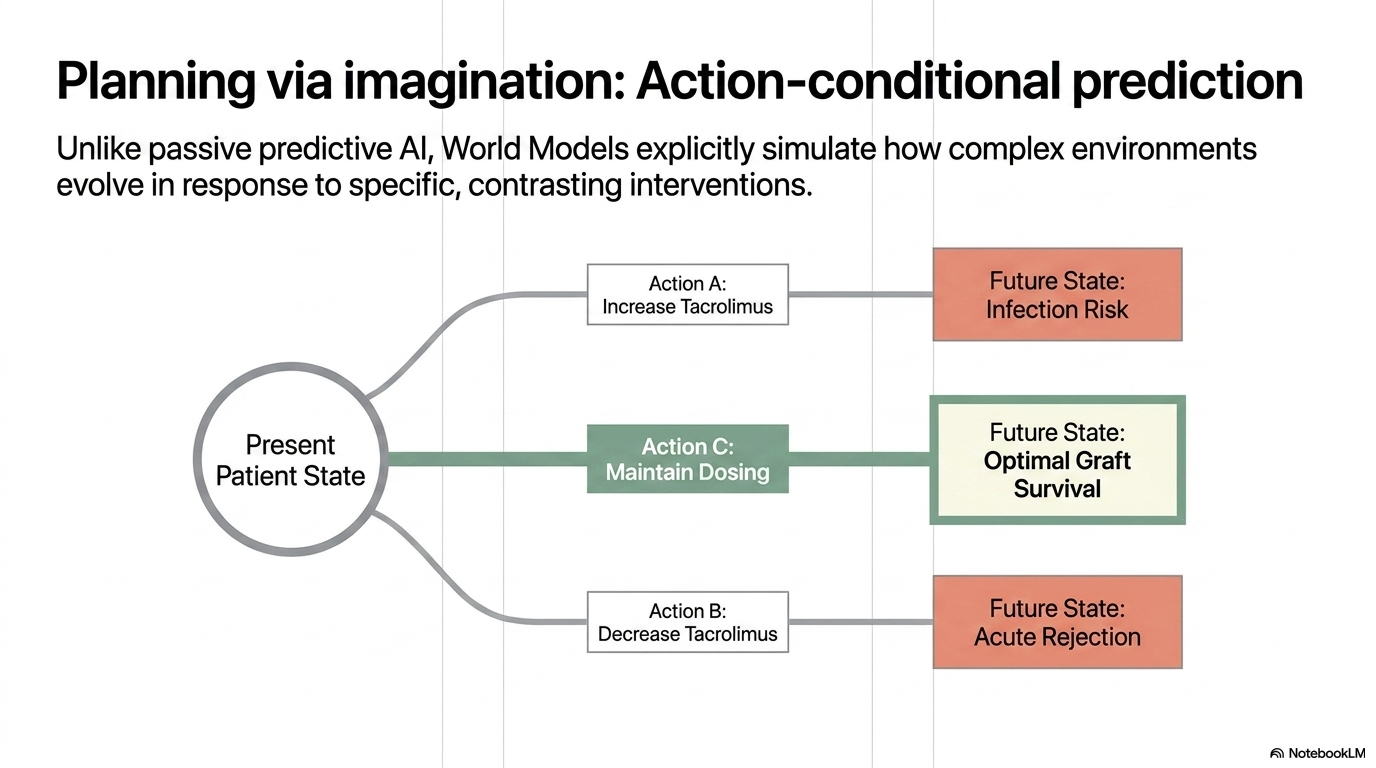 Planning via imagination: Action-conditional prediction
Unlike passive predictive AI, World Models explicitly simulate how complex environments
evolve in response to specific, contrasting interventions.
Present
Patient State
Action A:
Increase Tacrolimus
Future State:
Infection Risk
Action C:
Maintain Dosing
Future State:
Optimal Graft
Survival
Action B:
Decrease Tacrolimus
Future State:
Acute Rejection
NotebookLM